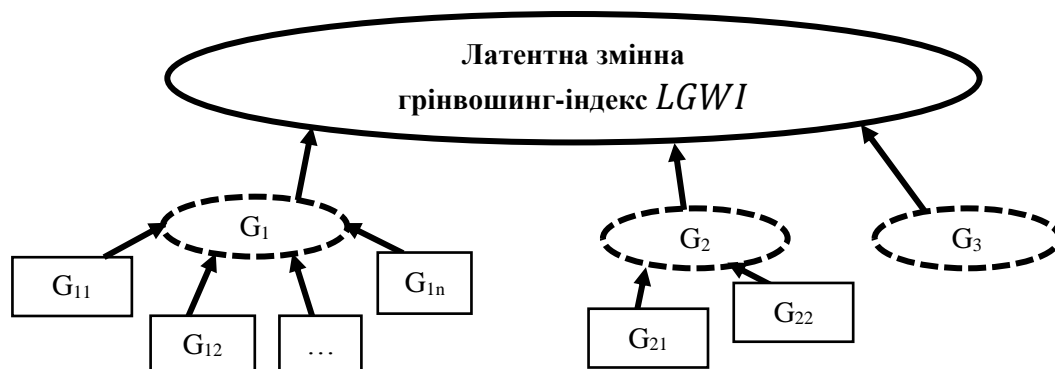 Латентна змінна
грінвошинг-індекс LGWI
G1
G2
G3
G11
G1n
G12
…
G21
G22